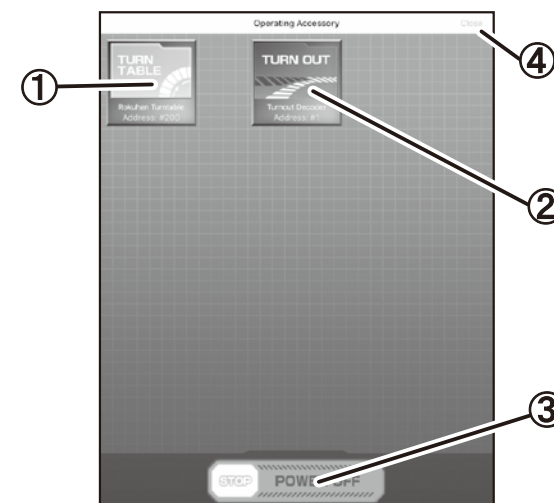 Operating Accessory
Close
④
TURN
TABLE
①
TURN OUT
Rokuhan Turntable
Address: #200
Turnout Decoder
Address: #1
②
③
STOP
POWER OFF